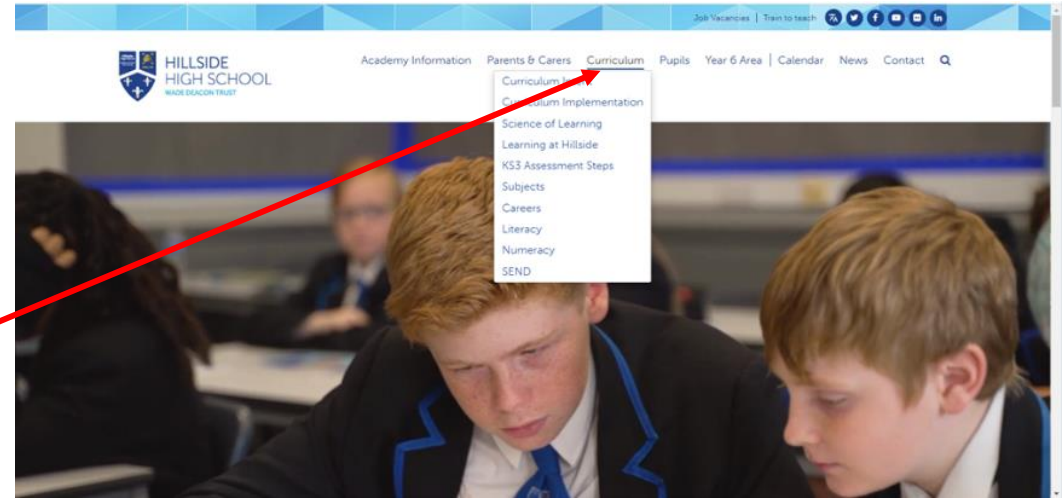 Job Vacancies | Train to teach
HILLSIDE
HIGH SCHOOL
WADE DEACON TRUST
Academy Information Parents & Carers Curriculum Pupils Year 6 Area | Calendar News Contact
Curriculum
Curriculum Implementation
Science of Learning
Learning at Hillside
KS3 Assessment Steps
Subjects
Careers
Literacy
Numeracy
SEND